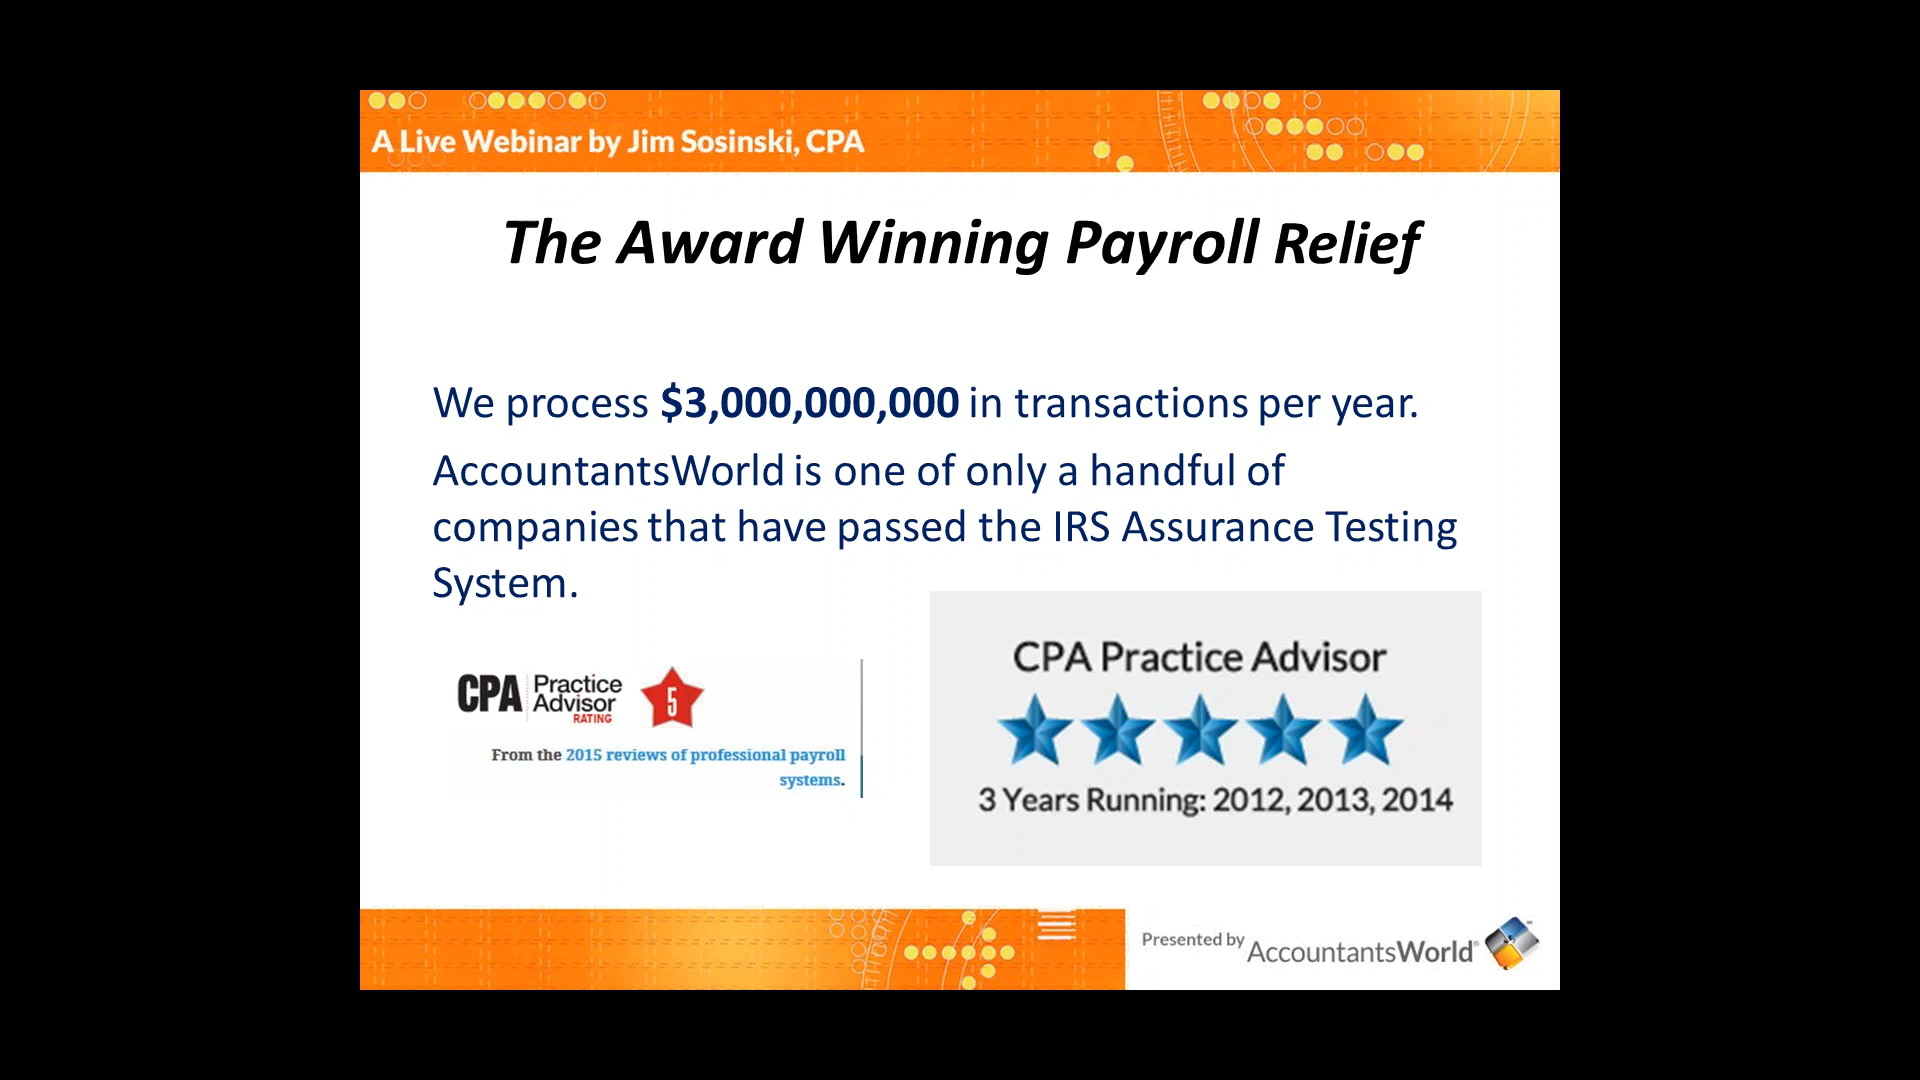 A Live Webinar by Jim Sosinski, CPA
The Award Winning Payroll Relief
We process $3,000,000,000 in transactions per year.
AccountantsWorld is one of only a handful of
companies that have passed the IRS Assurance Testing
System.
CPA Practice Advisor
RATING
5
From the 2015 reviews of professional payroll
systems.
CPA Practice Advisor
3 Years Running: 2012, 2013, 2014
Presented by AccountantsWorld®